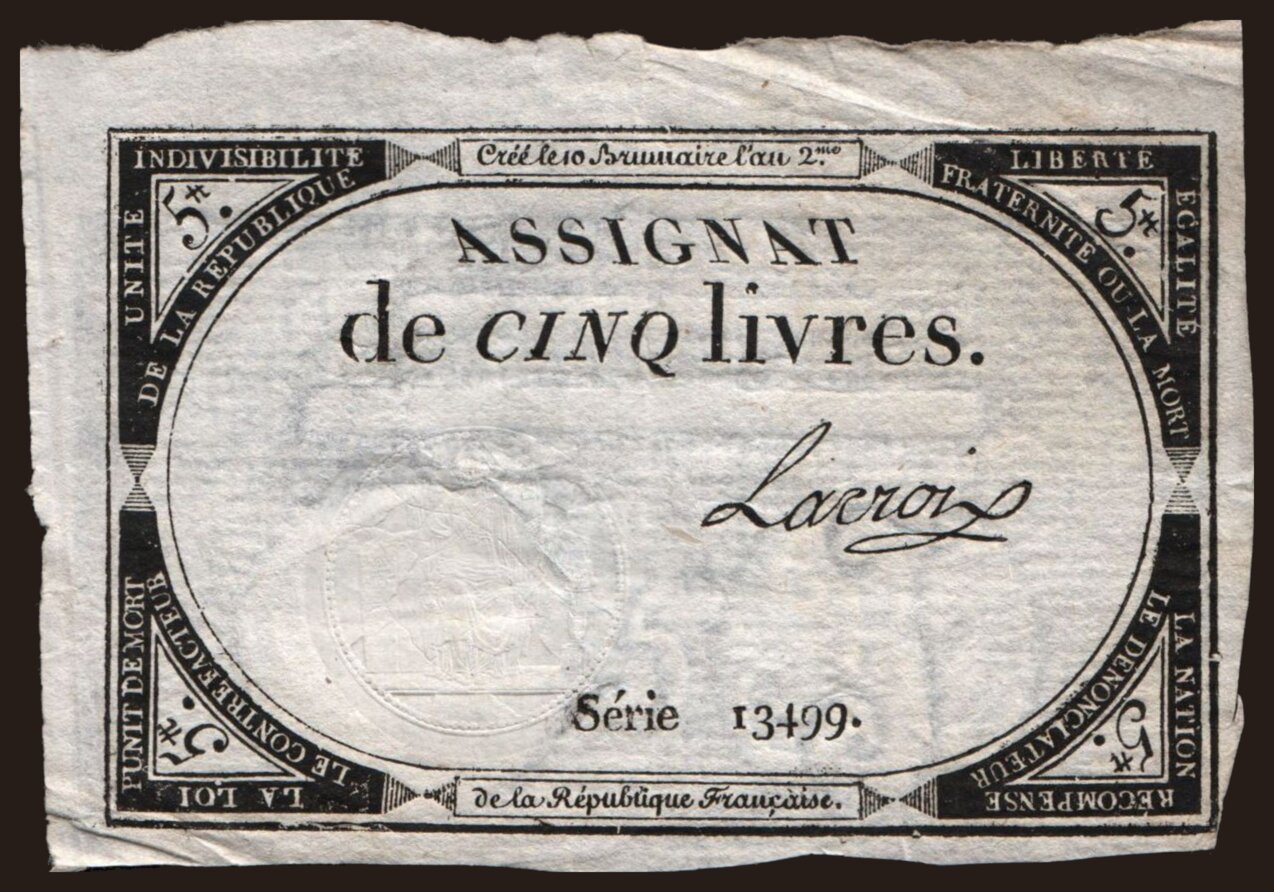 Créé le 10 Brumaire l'an 2.me
UNITE INDIVISIBILITE
DE LA REPUBLIQUE
5₶.
LIBERTE EGALITE
FRATERNITE OU LA MORT
5₶.
ASSIGNAT
de CINQ livres.
Lacroix
Série 13499.
LA LOI PUNIT DE MORT
LE CONTREFACTEUR
5₶.
LA NATION RECOMPENSE
LE DENONCIATEUR
5₶.
de la République Française.